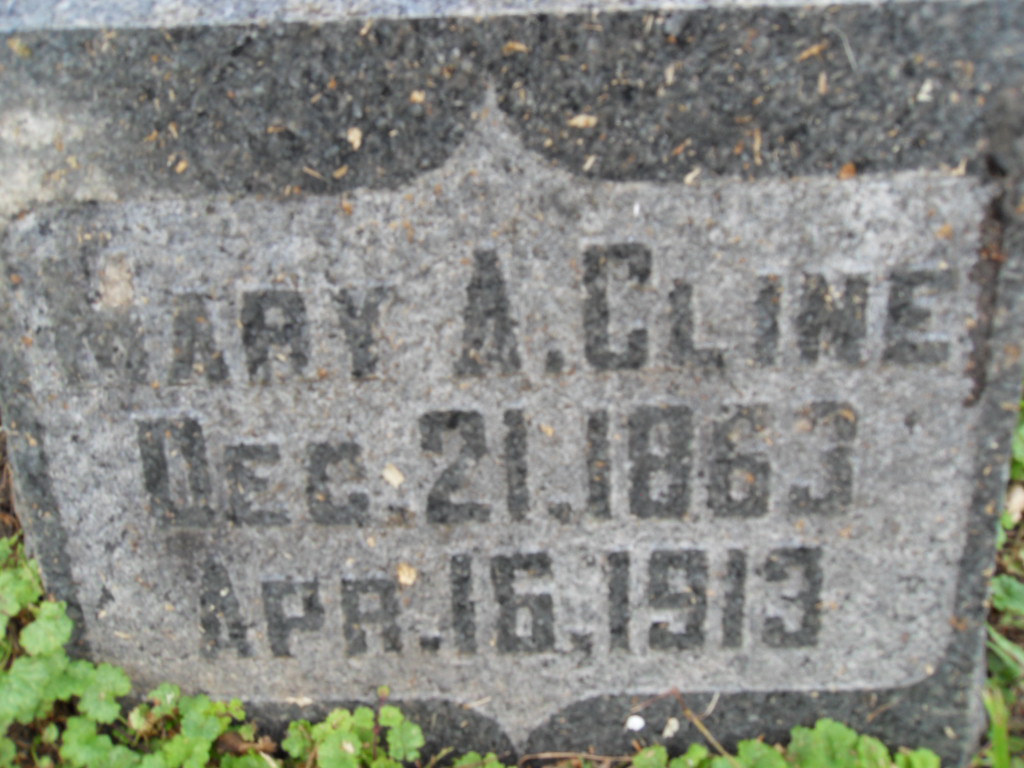 MARY A. CLINE
DEC. 21. 1863
APR. 16, 1913